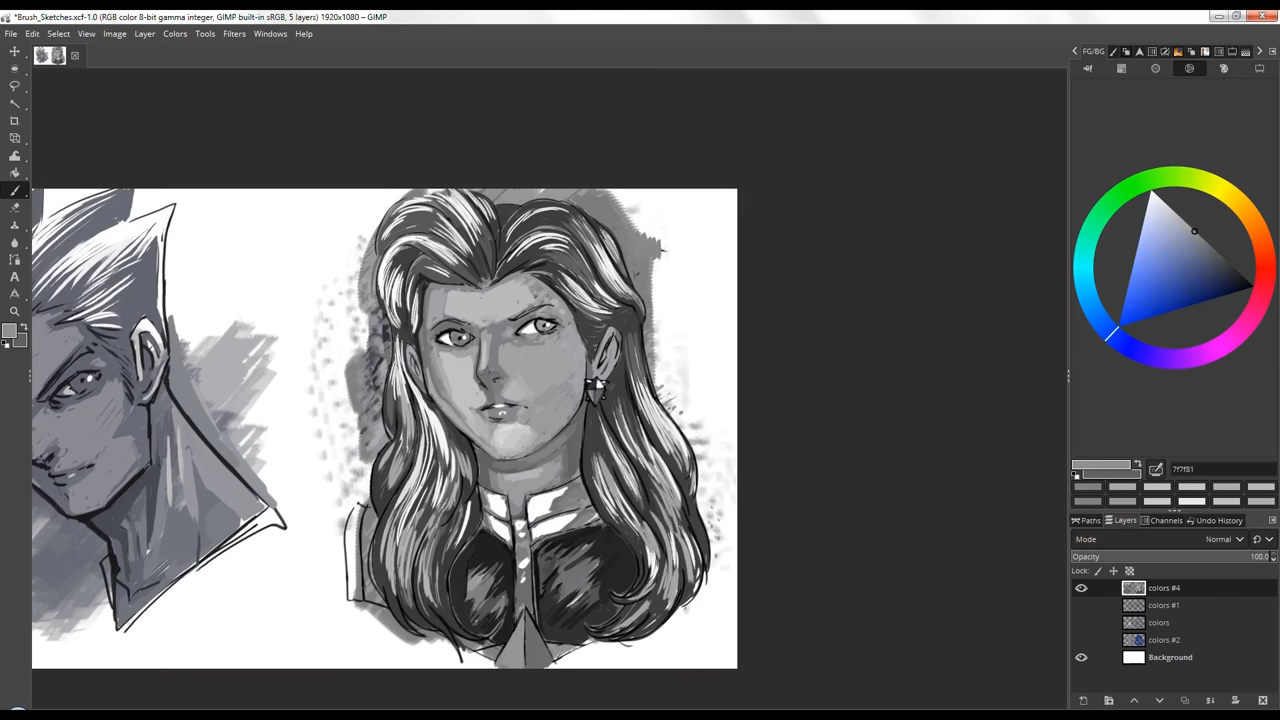 *Brush_Sketches.xcf-1.0 (RGB color 8-bit gamma integer, GIMP built-in sRGB, 5 layers) 1920x1080 – GIMP
File Edit Select View Image Layer Colors Tools Filters Windows Help
FG/BG
7f7f81
Paths Layers Channels Undo History
Mode Normal
Opacity 100.0
Lock:
colors #4
colors #1
colors
colors #2
Background